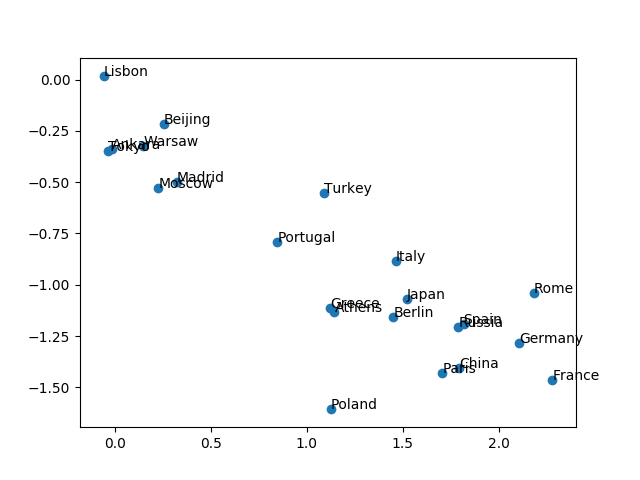 Lisbon
0.00
Beijing
−0.25
Warsaw
Ankara
Tokyo
Madrid
−0.50
Moscow
Turkey
−0.75
Portugal
Italy
−1.00
Rome
Japan
Greece
Athens
Berlin
Spain
Russia
−1.25
Germany
China
Paris
France
−1.50
Poland
0.0 0.5 1.0 1.5 2.0